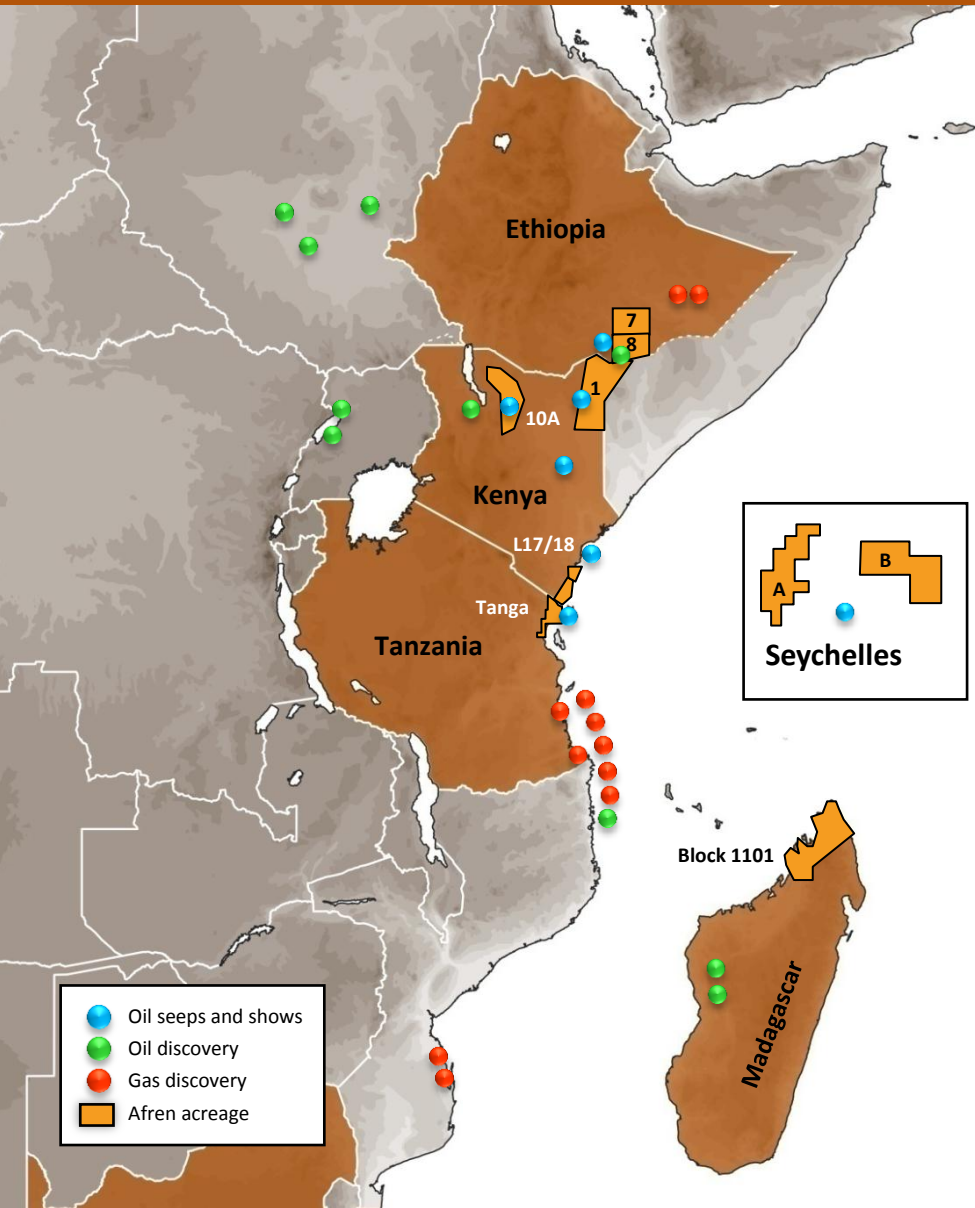 Ethiopia
7
8
1
10A
Kenya
L17/18
Tanga
Tanzania
A
B
Seychelles
Block 1101
Madagascar
Oil seeps and shows
Oil discovery
Gas discovery
Afren acreage